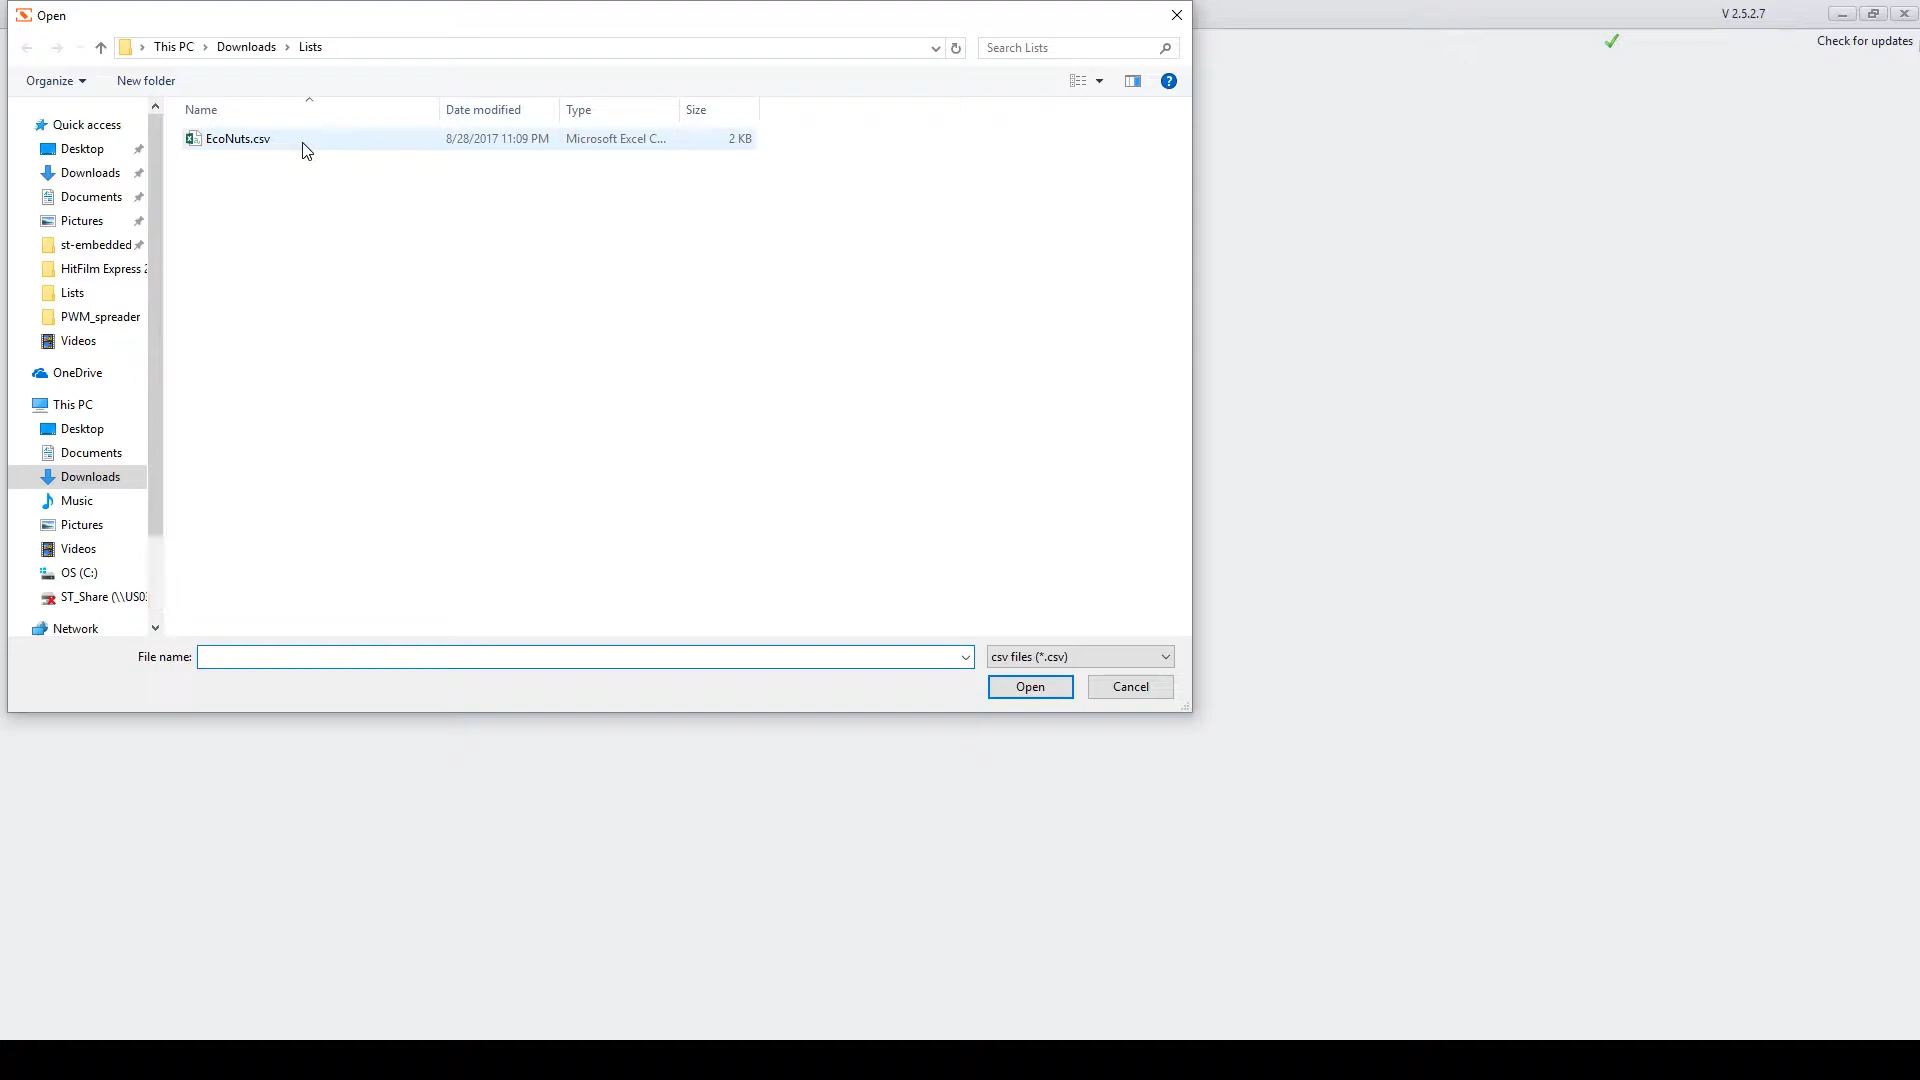 Open
V 2.5.2.7
This PC > Downloads > Lists
Search Lists
Check for updates
Organize
New folder
Name
Date modified
Type
Size
EcoNuts.csv
8/28/2017 11:09 PM
Microsoft Excel C...
2 KB
Quick access
Desktop
Downloads
Documents
Pictures
st-embedded
HitFilm Express 2
Lists
PWM_spreader
Videos
OneDrive
This PC
Desktop
Documents
Downloads
Music
Pictures
Videos
OS (C:)
ST_Share (\\US0
Network
File name:
csv files (*.csv)
Open
Cancel